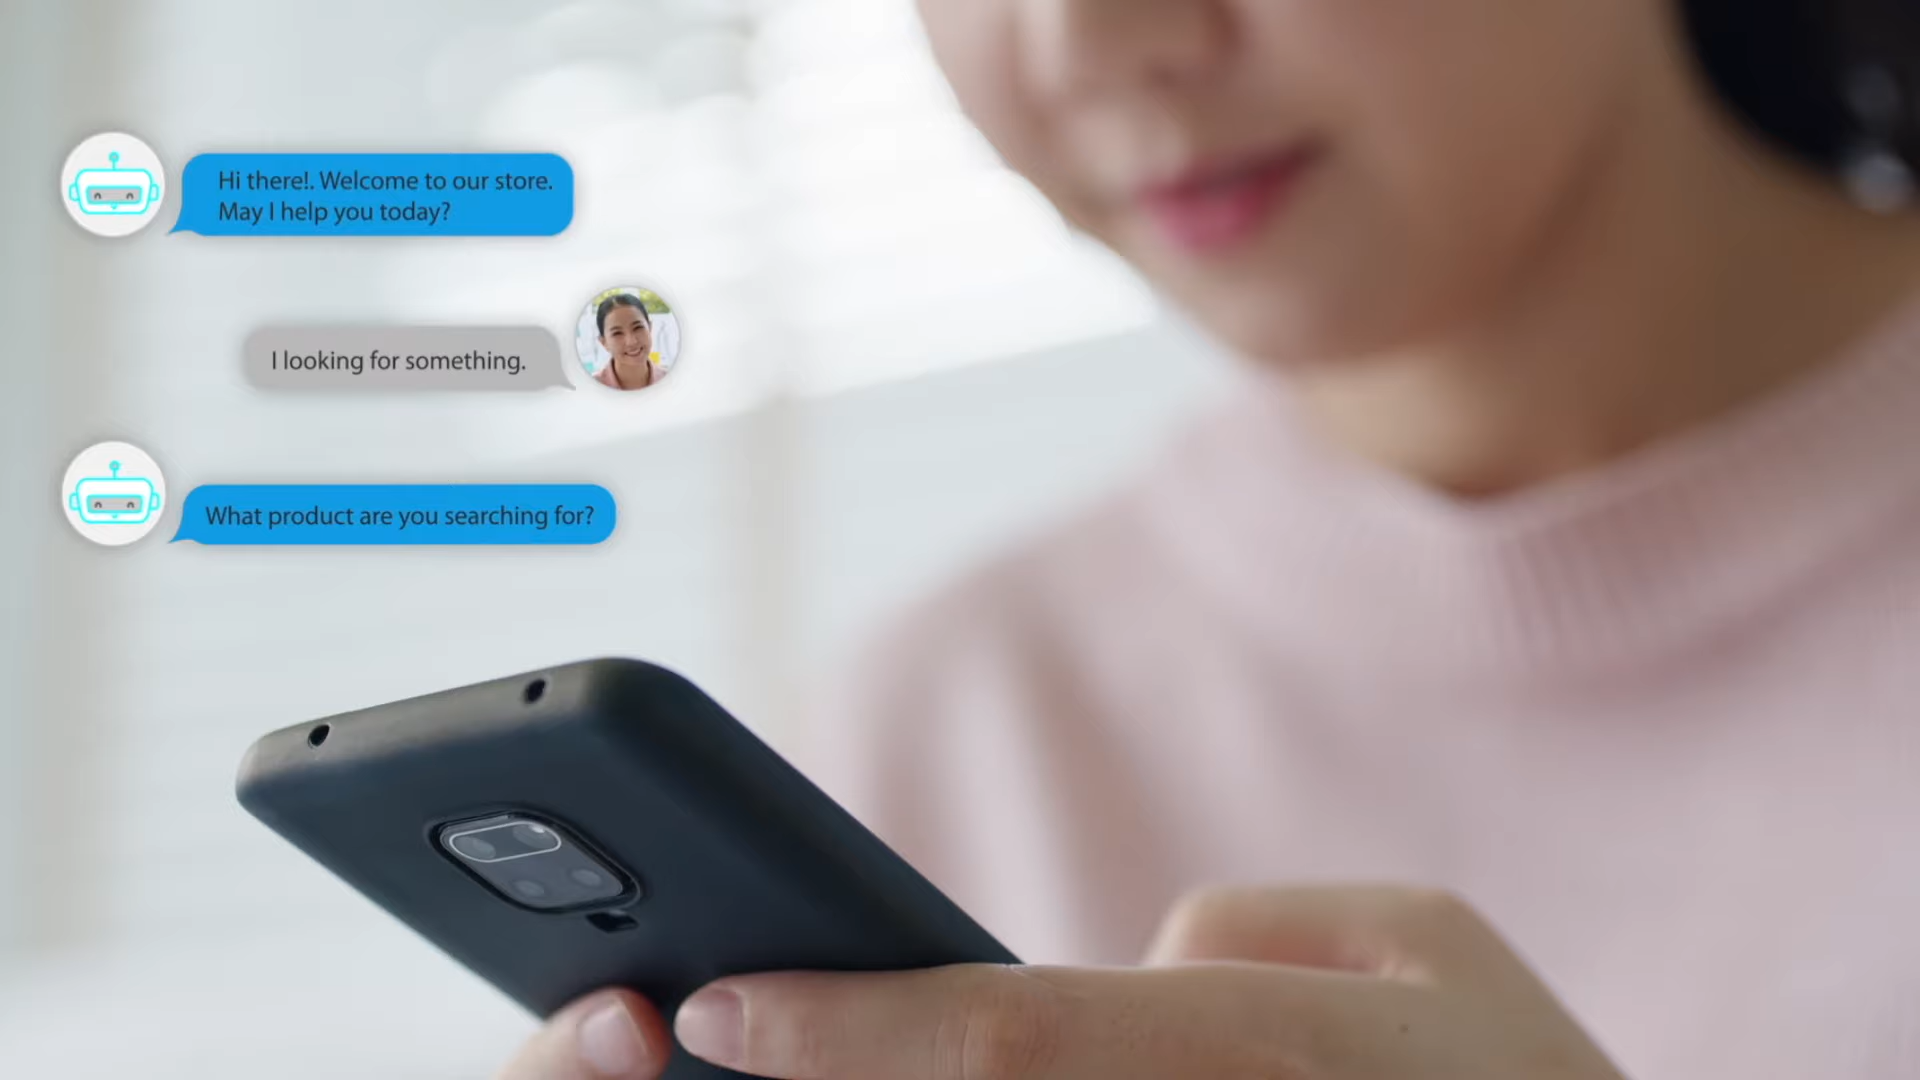 Hi there!. Welcome to our store.
May I help you today?
I looking for something.
What product are you searching for?